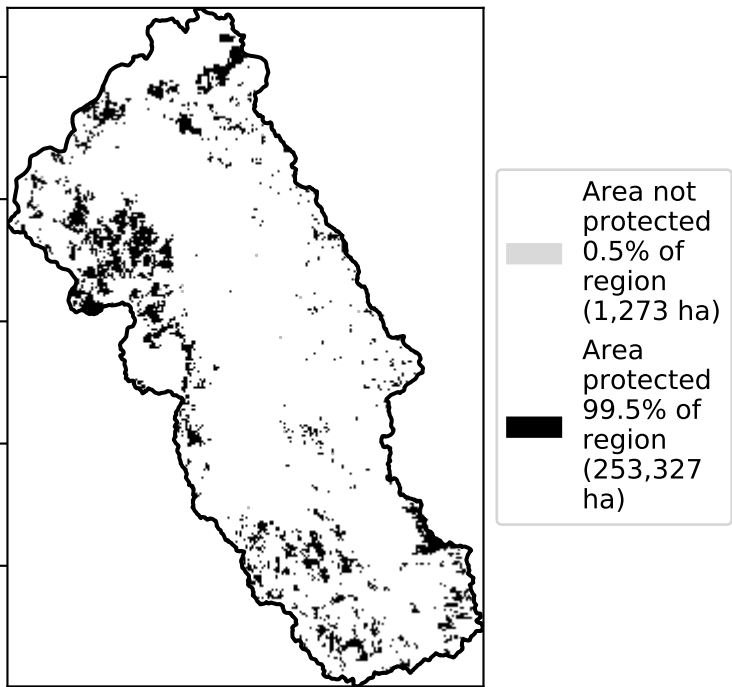 Area not
protected
0.5% of
region
(1,273 ha)
Area
protected
99.5% of
region
(253,327
ha)